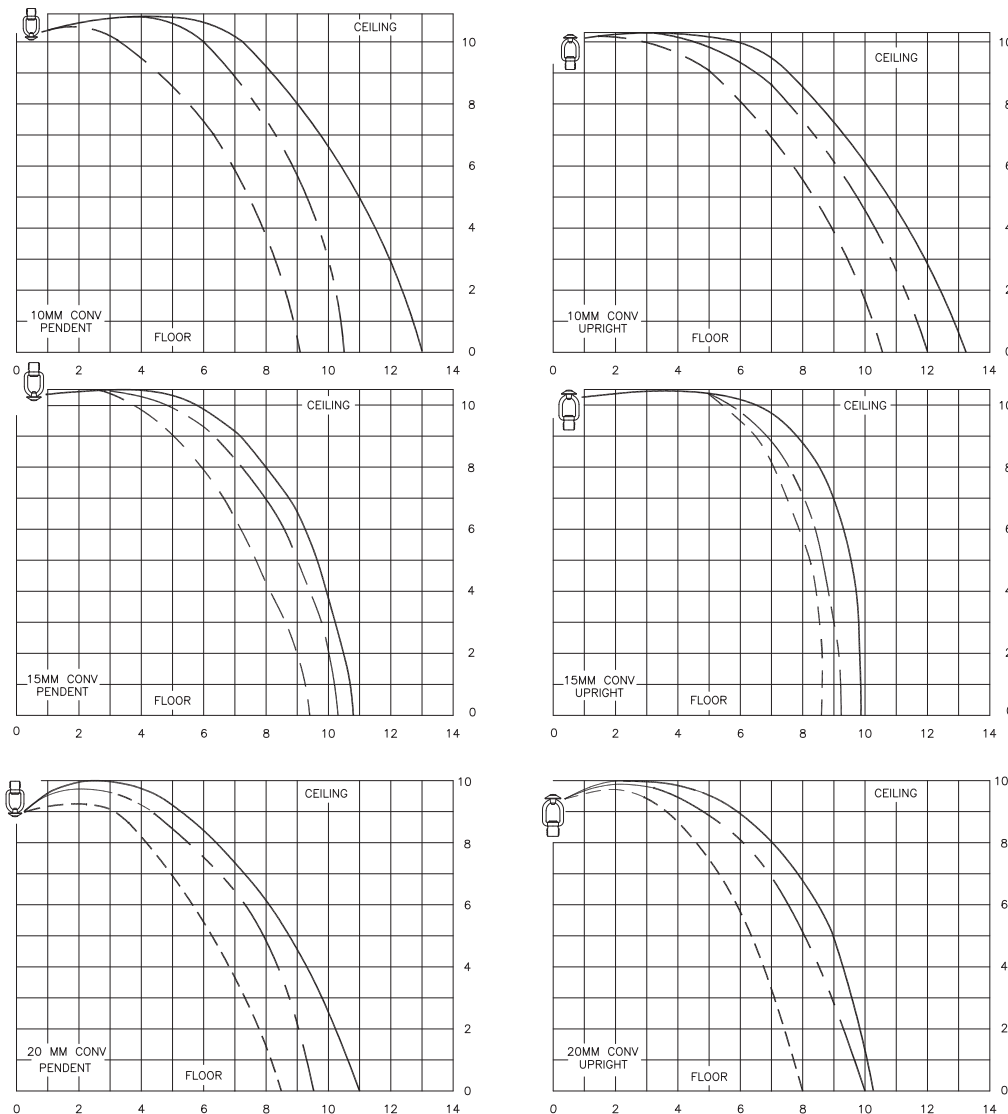 CEILING
10
8
6
4
2
0
10MM CONV
PENDENT
FLOOR
0 2 4 6 8 10 12 14
CEILING
10
8
6
4
2
0
10MM CONV
UPRIGHT
FLOOR
0 2 4 6 8 10 12 14
CEILING
10
8
6
4
2
0
15MM CONV
PENDENT
FLOOR
0 2 4 6 8 10 12 14
CEILING
10
8
6
4
2
0
15MM CONV
UPRIGHT
FLOOR
0 2 4 6 8 10 12 14
CEILING
10
8
6
4
2
0
20 MM CONV
PENDENT
FLOOR
0 2 4 6 8 10 12 14
CEILING
10
8
6
4
2
0
20MM CONV
UPRIGHT
FLOOR
0 2 4 6 8 10 12 14